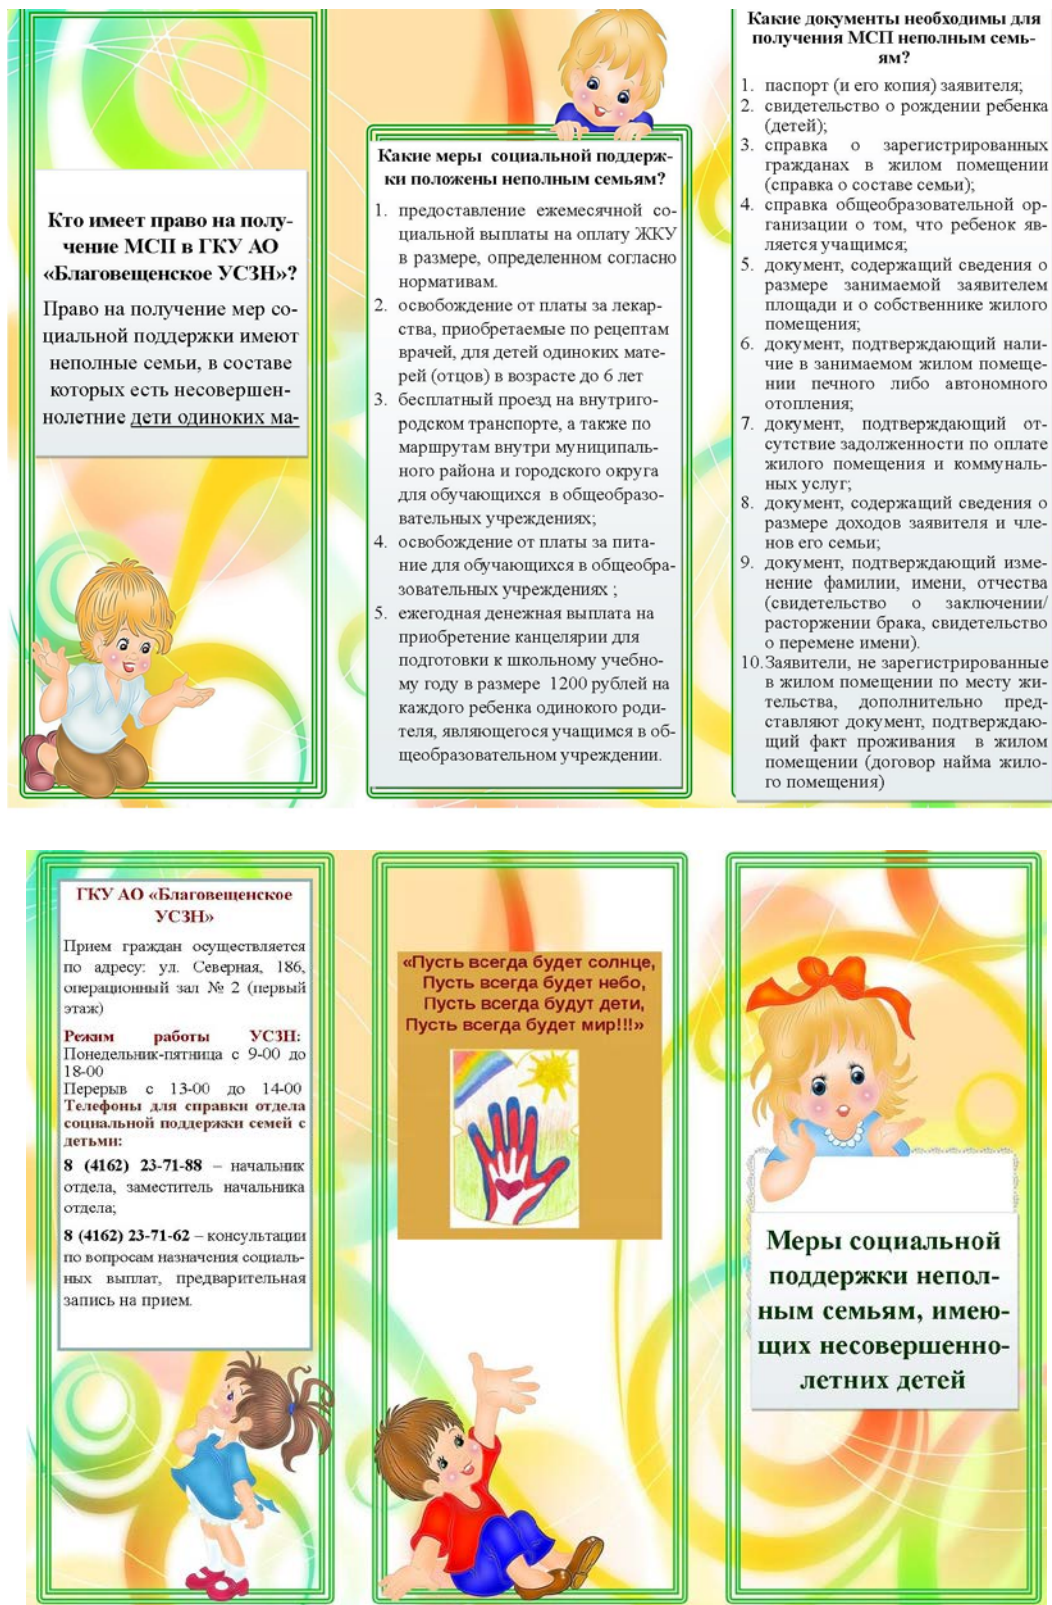 Кто имеет право на полу-
чение МСП в ГКУ АО
«Благовещенское УСЗН»?
Право на получение мер со-
циальной поддержки имеют
неполные семьи, в составе
которых есть несовершен-
нолетние дети одиноких ма-
Какие меры социальной поддерж-
ки положены неполным семьям?
1. предоставление ежемесячной со-
циальной выплаты на оплату ЖКУ
в размере, определенном согласно
нормативам.
2. освобождение от платы за лекар-
ства, приобретаемые по рецептам
врачей, для детей одиноких мате-
рей (отцов) в возрасте до 6 лет
3. бесплатный проезд на внутриго-
родском транспорте, а также по
маршрутам внутри муниципаль-
ного района и городского округа
для обучающихся в общеобразо-
вательных учреждениях;
4. освобождение от платы за пита-
ние для обучающихся в общеобра-
зовательных учреждениях ;
5. ежегодная денежная выплата на
приобретение канцелярии для
подготовки к школьному учебно-
му году в размере 1200 рублей на
каждого ребенка одинокого роди-
теля, являющегося учащимся в об-
щеобразовательном учреждении.
Какие документы необходимы для
получения МСП неполным семь-
ям?
1. паспорт (и его копия) заявителя;
2. свидетельство о рождении ребенка
(детей);
3. справка о зарегистрированных
гражданах в жилом помещении
(справка о составе семьи);
4. справка общеобразовательной ор-
ганизации о том, что ребенок яв-
ляется учащимся;
5. документ, содержащий сведения о
размере занимаемой заявителем
площади и о собственнике жилого
помещения;
6. документ, подтверждающий нали-
чие в занимаемом жилом помеще-
нии печного либо автономного
отопления;
7. документ, подтверждающий от-
сутствие задолженности по оплате
жилого помещения и коммуналь-
ных услуг;
8. документ, содержащий сведения о
размере доходов заявителя и чле-
нов его семьи;
9. документ, подтверждающий изме-
нение фамилии, имени, отчества
(свидетельство о заключении/
расторжении брака, свидетельство
о перемене имени).
10. Заявители, не зарегистрированные
в жилом помещении по месту жи-
тельства, дополнительно пред-
ставляют документ, подтверждаю-
щий факт проживания в жилом
помещении (договор найма жило-
го помещения)
ГКУ АО «Благовещенское
УСЗН»
Прием граждан осуществляется
по адресу: ул. Северная, 186,
операционный зал № 2 (первый
этаж)
Режим работы УСЗН:
Понедельник-пятница с 9-00 до
18-00
Перерыв с 13-00 до 14-00
Телефоны для справки отдела
социальной поддержки семей с
детьми:
8 (4162) 23-71-88 – начальник
отдела, заместитель начальника
отдела;
8 (4162) 23-71-62 – консультации
по вопросам назначения социаль-
ных выплат, предварительная
запись на прием.
«Пусть всегда будет солнце,
Пусть всегда будет небо,
Пусть всегда будут дети,
Пусть всегда будет мир!!!»
Меры социальной
поддержки непол-
ным семьям, имею-
щих несовершенно-
летних детей